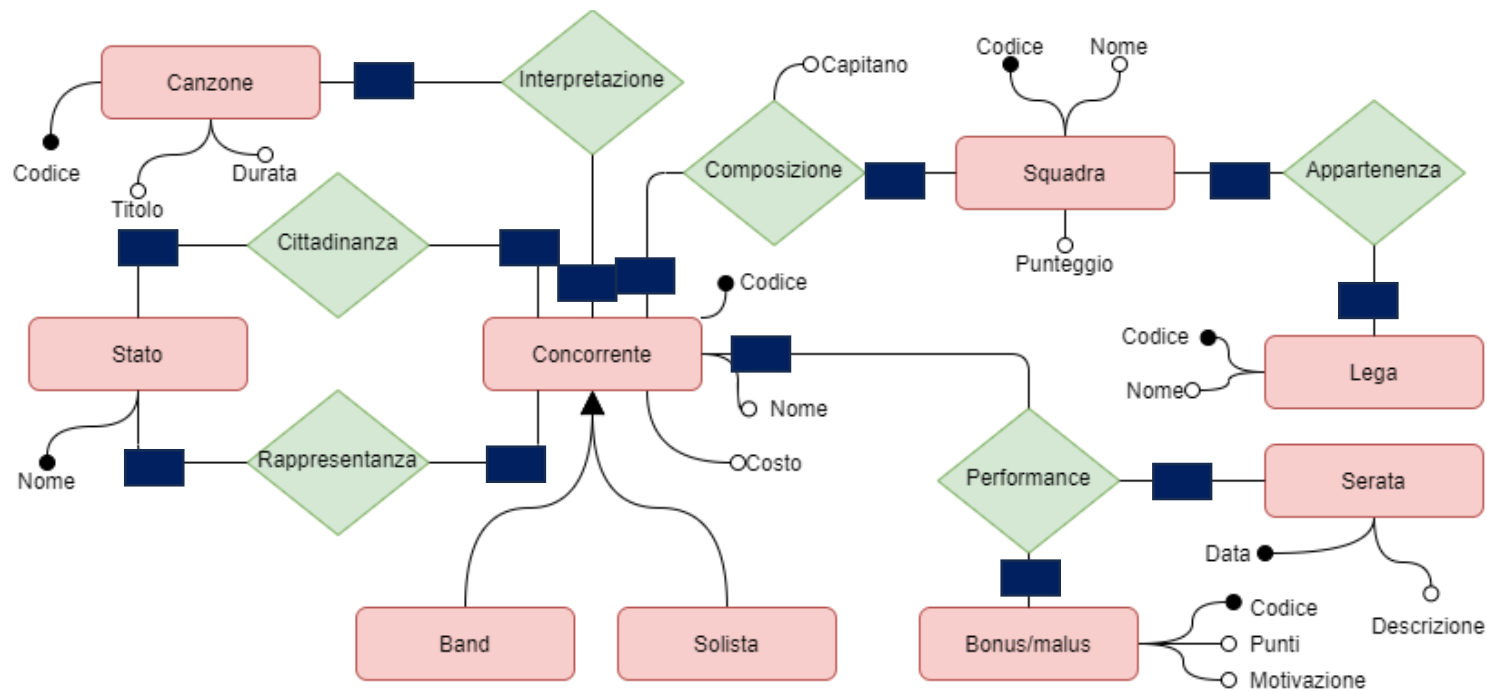 Codice
Nome
Capitano
Canzone
Interpretazione
Composizione
Squadra
Appartenenza
Codice
Durata
Titolo
Cittadinanza
Punteggio
Codice
Stato
Concorrente
Codice
Lega
Nome
Nome
Rappresentanza
Costo
Nome
Performance
Serata
Data
Codice
Descrizione
Band
Solista
Bonus/malus
Punti
Motivazione